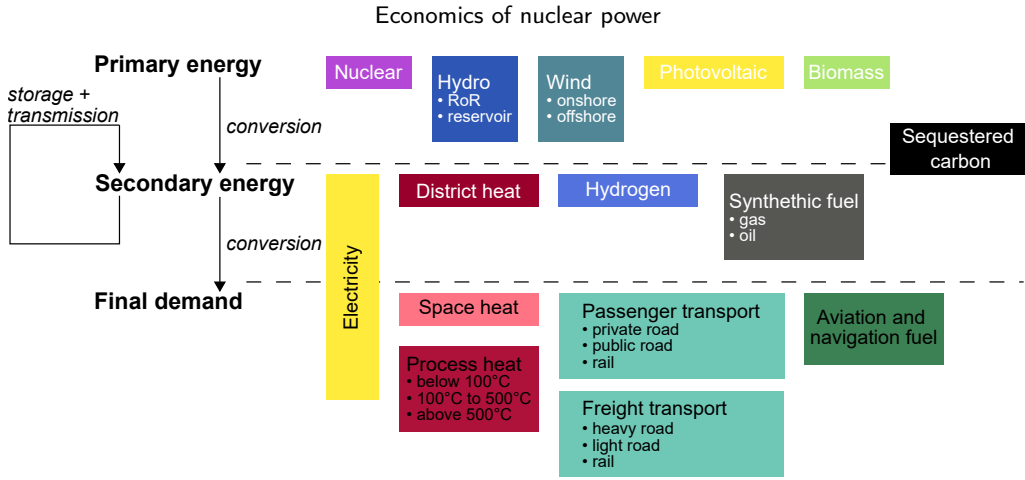 Economics of nuclear power
Primary energy
Nuclear
Hydro
• RoR
• reservoir
Wind
• onshore
• offshore
Photovoltaic
Biomass
storage +
transmission
conversion
Sequestered
carbon
Secondary energy
Electricity
District heat
Hydrogen
Synthethic fuel
• gas
• oil
conversion
Final demand
Space heat
Process heat
• below 100°C
• 100°C to 500°C
• above 500°C
Passenger transport
• private road
• public road
• rail
Freight transport
• heavy road
• light road
• rail
Aviation and
navigation fuel